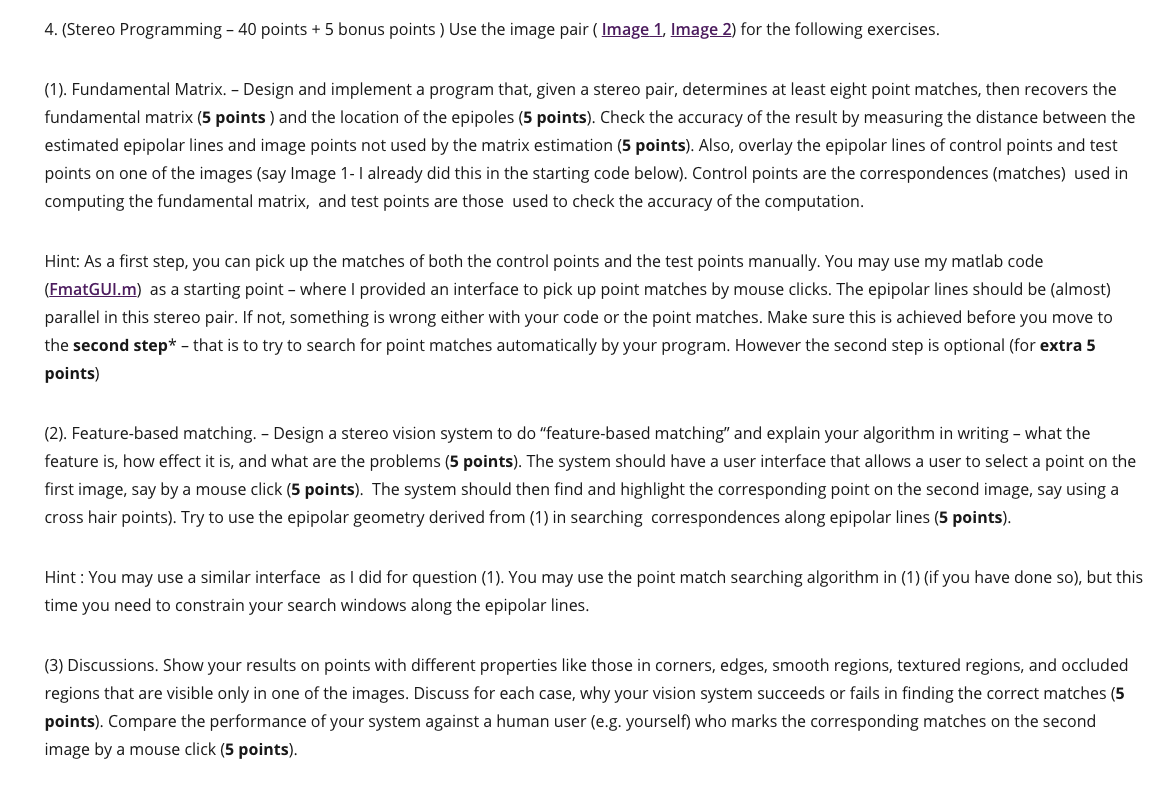 4. (Stereo Programming – 40 points + 5 bonus points ) Use the image pair ( Image 1, Image 2) for the following exercises.
(1). Fundamental Matrix. – Design and implement a program that, given a stereo pair, determines at least eight point matches, then recovers the
fundamental matrix (5 points ) and the location of the epipoles (5 points). Check the accuracy of the result by measuring the distance between the
estimated epipolar lines and image points not used by the matrix estimation (5 points). Also, overlay the epipolar lines of control points and test
points on one of the images (say Image 1- I already did this in the starting code below). Control points are the correspondences (matches)  used in
computing the fundamental matrix,  and test points are those  used to check the accuracy of the computation.
Hint: As a first step, you can pick up the matches of both the control points and the test points manually. You may use my matlab code
(FmatGUI.m)  as a starting point – where I provided an interface to pick up point matches by mouse clicks. The epipolar lines should be (almost)
parallel in this stereo pair. If not, something is wrong either with your code or the point matches. Make sure this is achieved before you move to
the second step* – that is to try to search for point matches automatically by your program. However the second step is optional (for extra 5
points)
(2). Feature-based matching. – Design a stereo vision system to do “feature-based matching” and explain your algorithm in writing – what the
feature is, how effect it is, and what are the problems (5 points). The system should have a user interface that allows a user to select a point on the
first image, say by a mouse click (5 points).  The system should then find and highlight the corresponding point on the second image, say using a
cross hair points). Try to use the epipolar geometry derived from (1) in searching  correspondences along epipolar lines (5 points).
Hint : You may use a similar interface  as I did for question (1). You may use the point match searching algorithm in (1) (if you have done so), but this
time you need to constrain your search windows along the epipolar lines.
(3) Discussions. Show your results on points with different properties like those in corners, edges, smooth regions, textured regions, and occluded
regions that are visible only in one of the images. Discuss for each case, why your vision system succeeds or fails in finding the correct matches (5
points). Compare the performance of your system against a human user (e.g. yourself) who marks the corresponding matches on the second
image by a mouse click (5 points).